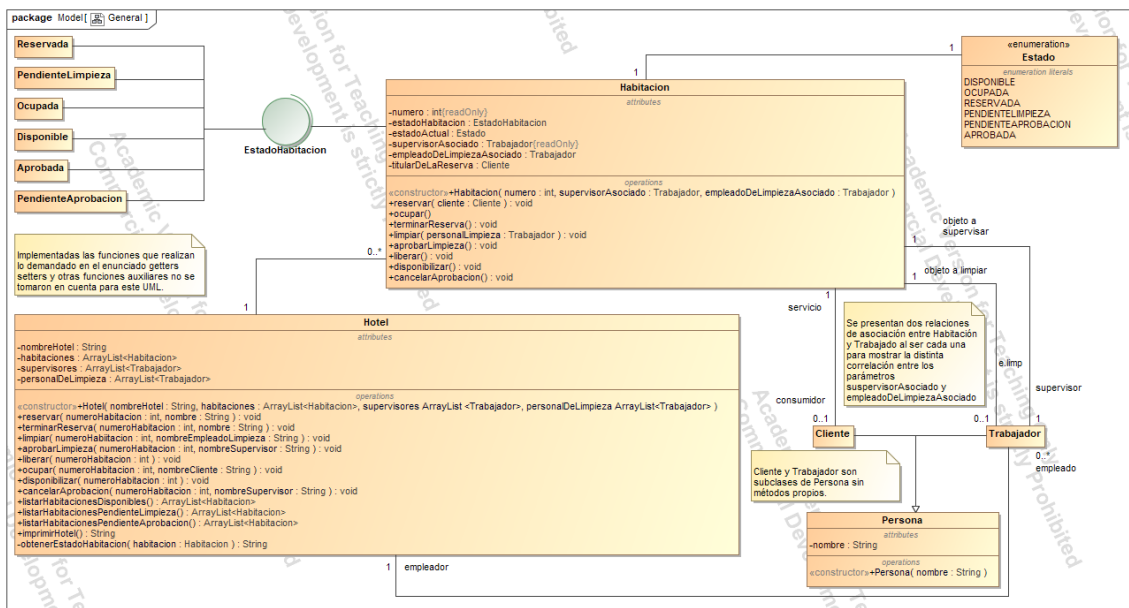 package Model[ General ]
Reservada
PendienteLimpieza
Ocupada
Disponible
Aprobada
PendienteAprobacion
EstadoHabitacion
Implementadas las funciones que realizan
lo demandado en el enunciado getters
setters y otras funciones auxiliares no se
tomaron en cuenta para este UML.
Habitacion
attributes
-numero : int{readOnly}
-estadoHabitacion : EstadoHabitacion
-estadoActual : Estado
-supervisorAsociado : Trabajador{readOnly}
-empleadoDeLimpiezaAsociado : Trabajador
-titularDeLaReserva : Cliente
operations
«constructor»+Habitacion( numero : int, supervisorAsociado : Trabajador, empleadoDeLimpiezaAsociado : Trabajador )
+reservar( cliente : Cliente ) : void
+ocupar()
+terminarReserva() : void
+limpiar( personalLimpieza : Trabajador ) : void
+aprobarLimpieza() : void
+liberar() : void
+disponibilizar() : void
+cancelarAprobacion() : void
1
1
«enumeration»
Estado
enumeration literals
DISPONIBLE
OCUPADA
RESERVADA
PENDIENTELIMPIEZA
PENDIENTEAPROBACION
APROBADA
0..*
1
Hotel
attributes
-nombreHotel : String
-habitaciones : ArrayList<Habitacion>
-supervisores : ArrayList<Trabajador>
-personalDeLimpieza : ArrayList<Trabajador>
operations
«constructor»+Hotel( nombreHotel : String, habitaciones : ArrayList<Habitacion>, supervisores ArrayList <Trabajador>, personalDeLimpieza ArrayList<Trabajador> )
+reservar( numeroHabitacion : int, nombre : String ) : void
+terminarReserva( numeroHabitacion : int, nombre : String ) : void
+limpiar( numeroHabitacion : int, nombreEmpleadoLimpieza : String ) : void
+aprobarLimpieza( numeroHabitacion : int, nombreSupervisor : String ) : void
+liberar( numeroHabitacion : int ) : void
+ocupar( numeroHabitacion : int, nombreCliente : String ) : void
+disponibilizar( numeroHabitacion : int ) : void
+cancelarAprobacion( numeroHabitacion : int, nombreSupervisor : String ) : void
+listarHabitacionesDisponibles() : ArrayList<Habitacion>
+listarHabitacionesPendienteLimpieza() : ArrayList<Habitacion>
+listarHabitacionesPendienteAprobacion() : ArrayList<Habitacion>
+imprimirHotel() : String
-obtenerEstadoHabitacion( habitacion : Habitacion ) : String
1 empleador
objeto a
supervisar
1
objeto a limpiar
1
1
servicio
Se presentan dos relaciones
de asociación entre Habitación
y Trabajado al ser cada una
para mostrar la distinta
correlación entre los
parámetros
suspervisorAsociado y
empleadoDeLimpiezaAsociado
e.limp
supervisor
consumidor
0..1
0..1
1
Cliente
Trabajador
0..*
empleado
Cliente y Trabajador son
subclases de Persona sin
métodos propios.
Persona
attributes
-nombre : String
operations
«constructor»+Persona( nombre : String )